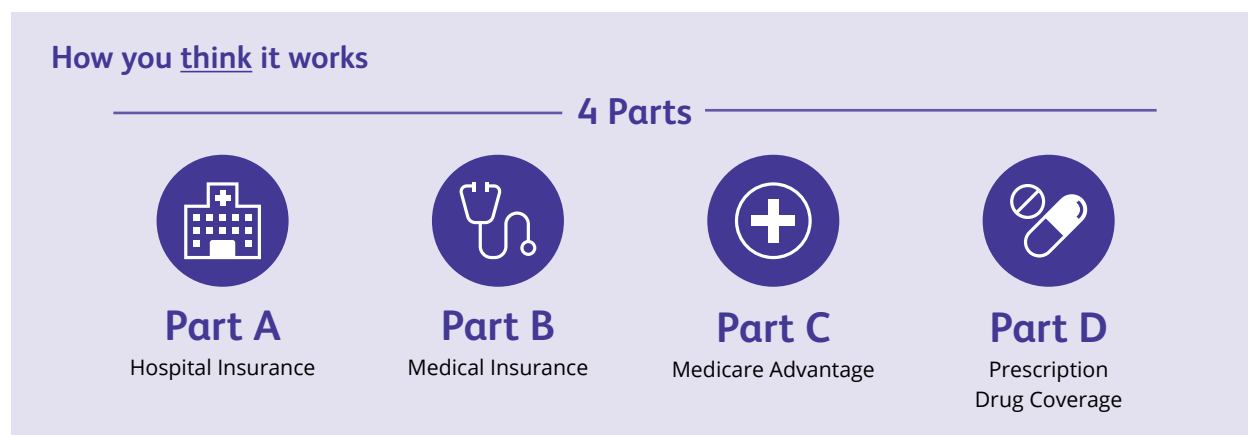 How you think it works
4 Parts
Part A
Hospital Insurance
Part B
Medical Insurance
Part C
Medicare Advantage
Part D
Prescription
Drug Coverage